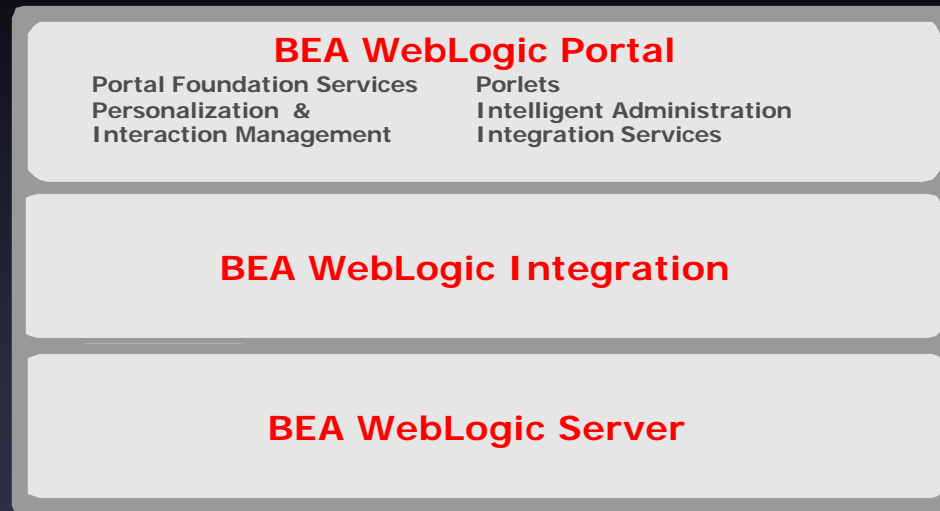 BEA WebLogic Portal
Portal Foundation Services
Personalization &
Interaction Management
Porlets
Intelligent Administration
Integration Services
BEA WebLogic Integration
BEA WebLogic Server